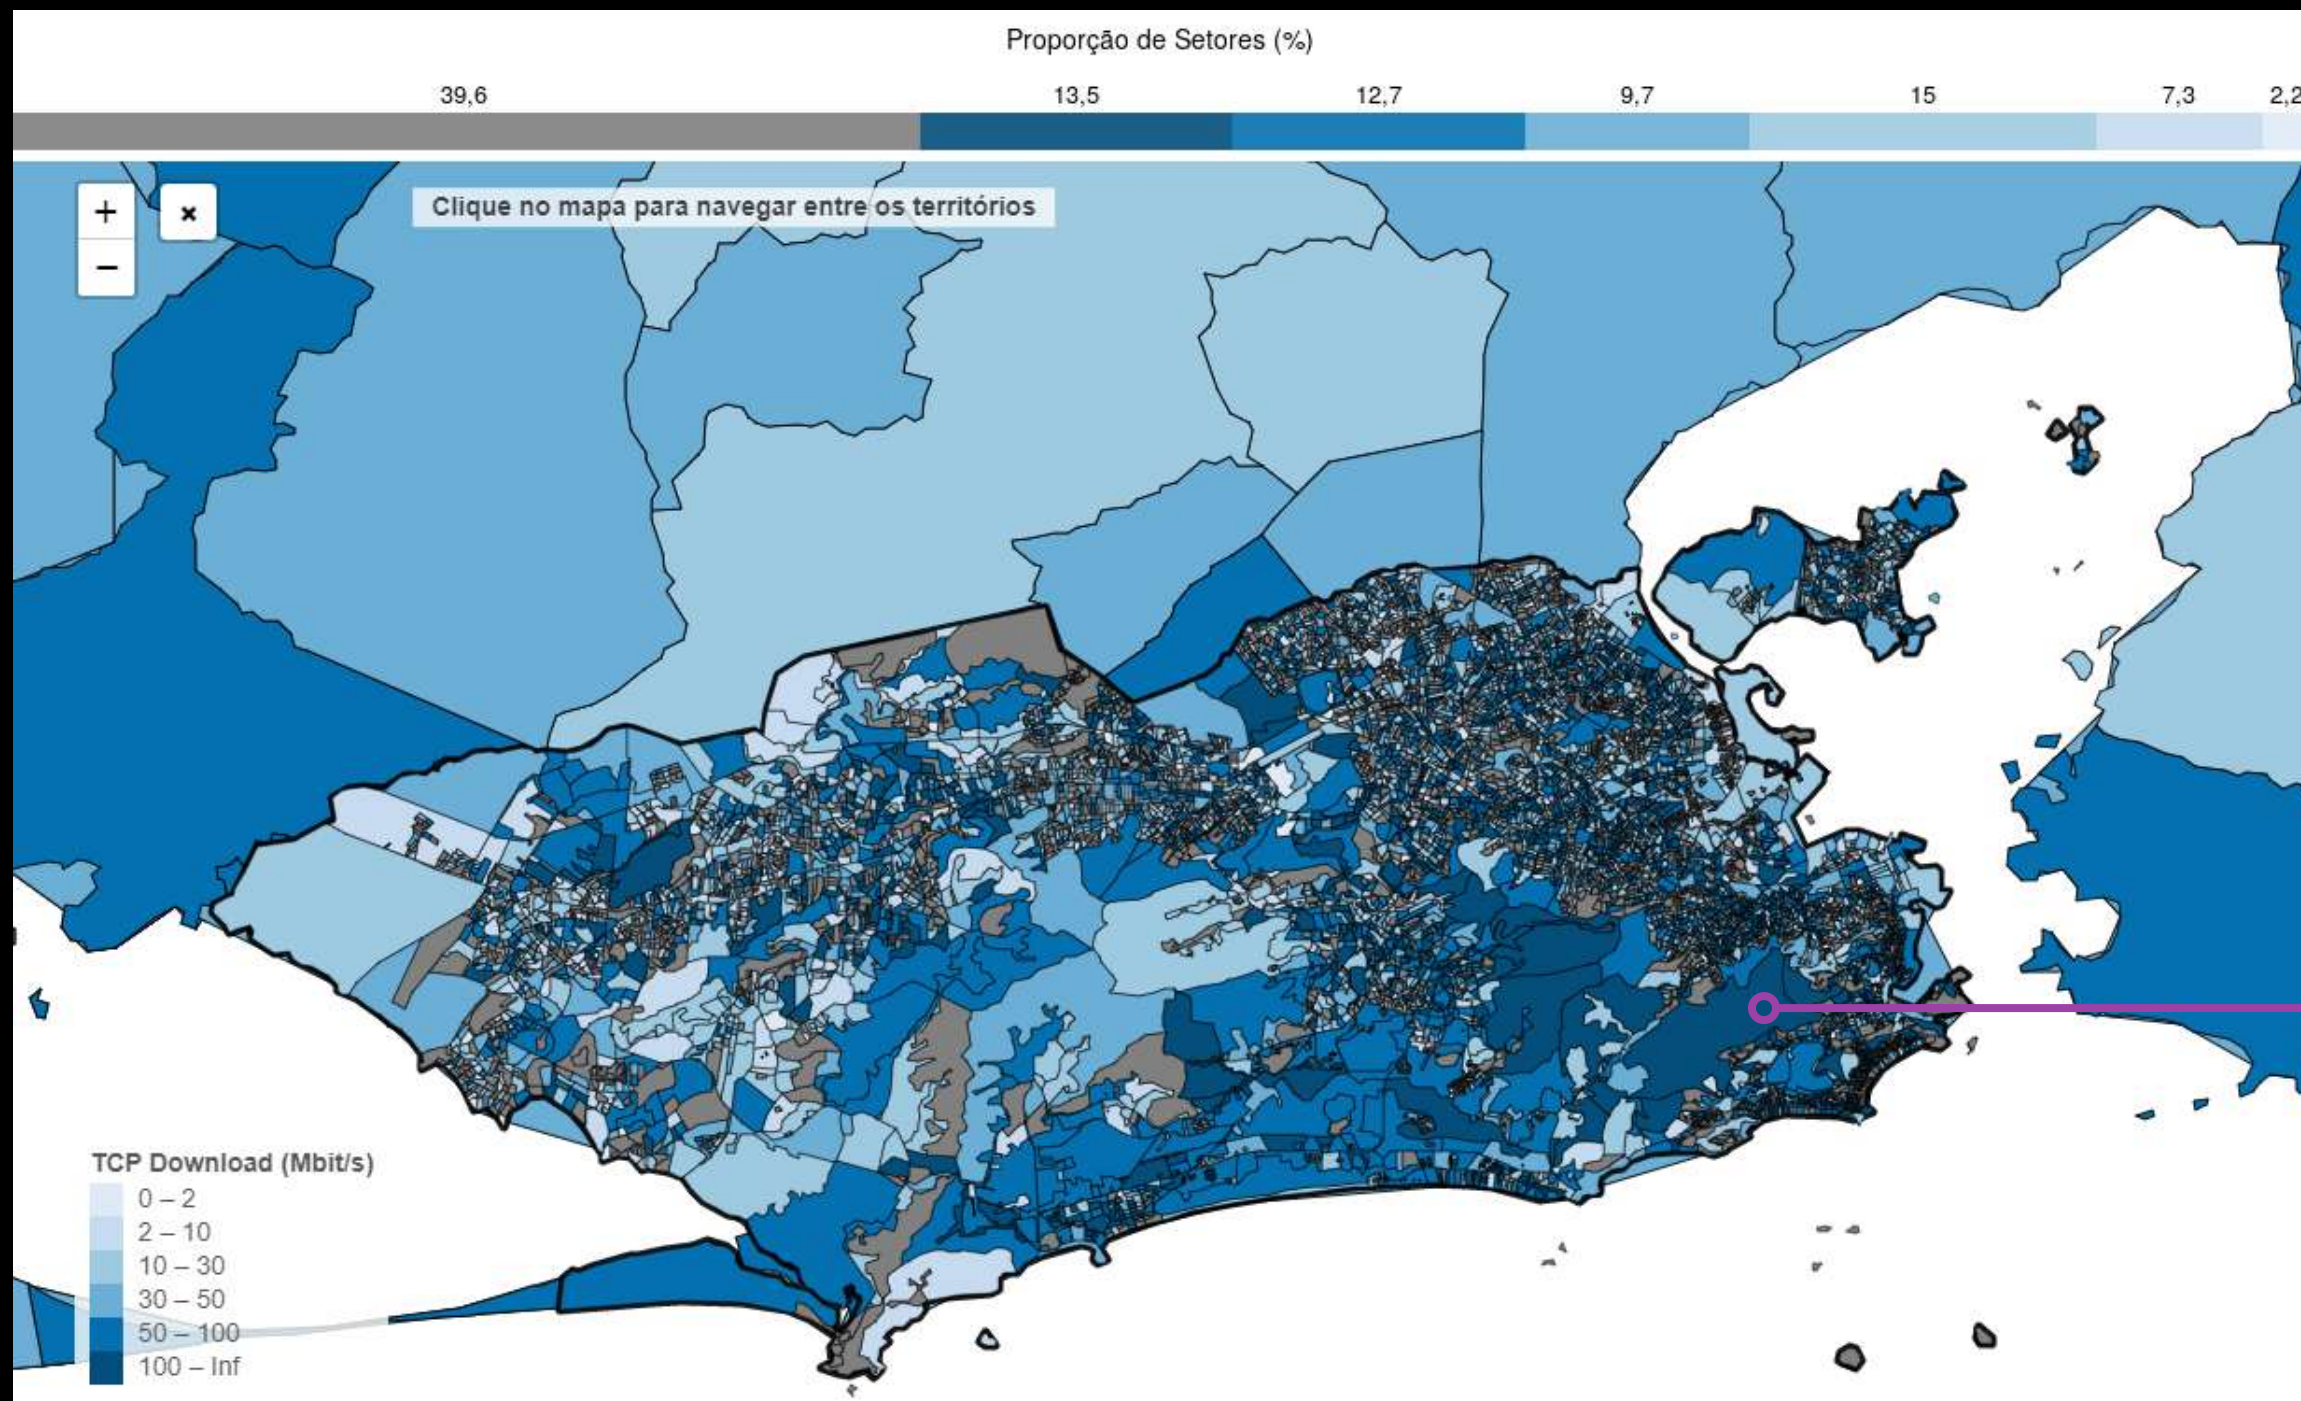 Proporção de Setores (%)
39,6 13,5 12,7 9,7 15 7,3 2,2
+
×
Clique no mapa para navegar entre os territórios
−
TCP Download (Mbit/s)
0 – 2
2 – 10
10 – 30
30 – 50
50 – 100
100 – Inf